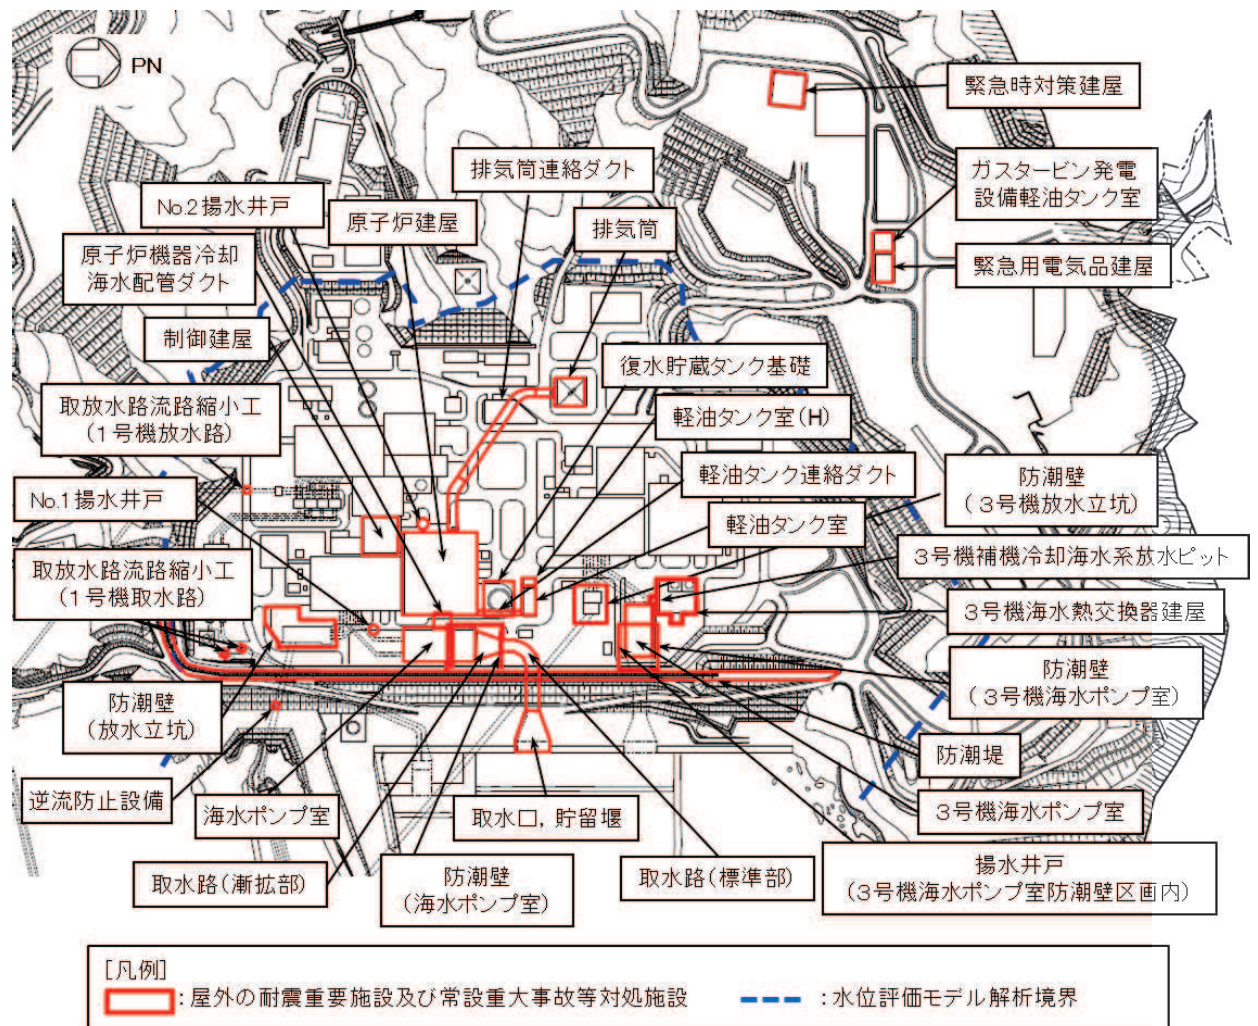 PN
緊急時対策建屋
排気筒連絡ダクト
ガスタービン発電
設備軽油タンク室
No.2揚水井戸
原子炉建屋
排気筒
原子炉機器冷却
海水配管ダクト
緊急用電気品建屋
制御建屋
復水貯蔵タンク基礎
取放水路流路縮小工
(1号機放水路)
軽油タンク室(H)
軽油タンク連絡ダクト
防潮壁
(3号機放水立坑)
No.1揚水井戸
軽油タンク室
3号機補機冷却海水系放水ピット
取放水路流路縮小工
(1号機取水路)
3号機海水熱交換器建屋
防潮壁
(3号機海水ポンプ室)
防潮壁
(放水立坑)
防潮堤
逆流防止設備
海水ポンプ室
取水口，貯留堰
3号機海水ポンプ室
取水路(漸拡部)
防潮壁
(海水ポンプ室)
取水路(標準部)
揚水井戸
(3号機海水ポンプ室防潮壁区画内)
[凡例]
:屋外の耐震重要施設及び常設重大事故等対処施設
:水位評価モデル解析境界